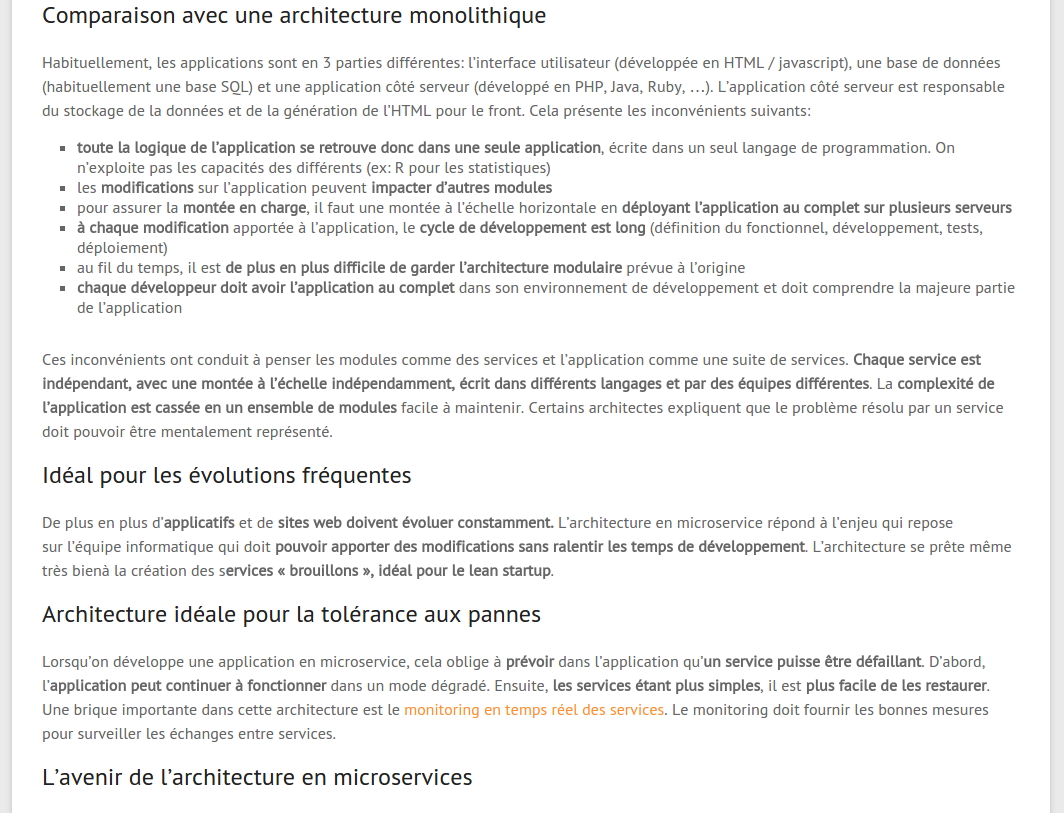 Comparaison avec une architecture monolithique
Habituellement, les applications sont en 3 parties différentes: l’interface utilisateur (développée en HTML / javascript), une base de données
(habituellement une base SQL) et une application côté serveur (développé en PHP, Java, Ruby, …). L’application côté serveur est responsable
du stockage de la données et de la génération de l’HTML pour le front. Cela présente les inconvénients suivants:
▪ toute la logique de l’application se retrouve donc dans une seule application, écrite dans un seul langage de programmation. On
n’exploite pas les capacités des différents (ex: R pour les statistiques)
▪ les modifications sur l’application peuvent impacter d’autres modules
▪ pour assurer la montée en charge, il faut une montée à l’échelle horizontale en déployant l’application au complet sur plusieurs serveurs
▪ à chaque modification apportée à l’application, le cycle de développement est long (définition du fonctionnel, développement, tests,
déploiement)
▪ au fil du temps, il est de plus en plus difficile de garder l’architecture modulaire prévue à l’origine
▪ chaque développeur doit avoir l’application au complet dans son environnement de développement et doit comprendre la majeure partie
de l’application
Ces inconvénients ont conduit à penser les modules comme des services et l’application comme une suite de services. Chaque service est
indépendant, avec une montée à l’échelle indépendamment, écrit dans différents langages et par des équipes différentes. La complexité de
l’application est cassée en un ensemble de modules facile à maintenir. Certains architectes expliquent que le problème résolu par un service
doit pouvoir être mentalement représenté.
Idéal pour les évolutions fréquentes
De plus en plus d’applicatifs et de sites web doivent évoluer constamment. L’architecture en microservice répond à l’enjeu qui repose
sur l’équipe informatique qui doit pouvoir apporter des modifications sans ralentir les temps de développement. L’architecture se prête même
très bienà la création des services « brouillons », idéal pour le lean startup.
Architecture idéale pour la tolérance aux pannes
Lorsqu’on développe une application en microservice, cela oblige à prévoir dans l’application qu’un service puisse être défaillant. D’abord,
l’application peut continuer à fonctionner dans un mode dégradé. Ensuite, les services étant plus simples, il est plus facile de les restaurer.
Une brique importante dans cette architecture est le monitoring en temps réel des services. Le monitoring doit fournir les bonnes mesures
pour surveiller les échanges entre services.
L’avenir de l’architecture en microservices